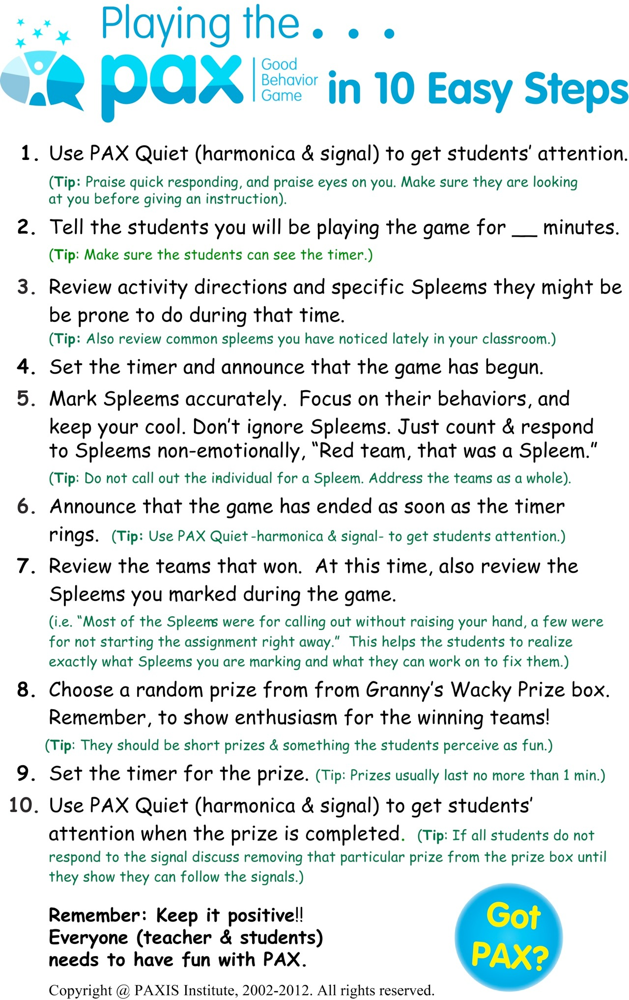 Playing the . . .
pax Good Behavior Game in 10 Easy Steps
1. Use PAX Quiet (harmonica & signal) to get students’ attention.
(Tip: Praise quick responding, and praise eyes on you. Make sure they are looking
at you before giving an instruction).
2. Tell the students you will be playing the game for __ minutes.
(Tip: Make sure the students can see the timer.)
3. Review activity directions and specific Spleems they might be
be prone to do during that time.
(Tip: Also review common spleems you have noticed lately in your classroom.)
4. Set the timer and announce that the game has begun.
5. Mark Spleems accurately. Focus on their behaviors, and
keep your cool. Don’t ignore Spleems. Just count & respond
to Spleems non-emotionally, “Red team, that was a Spleem.”
(Tip: Do not call out the individual for a Spleem. Address the teams as a whole).
6. Announce that the game has ended as soon as the timer
rings. (Tip: Use PAX Quiet -harmonica & signal- to get students attention.)
7. Review the teams that won. At this time, also review the
Spleems you marked during the game.
(i.e. “Most of the Spleems were for calling out without raising your hand, a few were
for not starting the assignment right away.” This helps the students to realize
exactly what Spleems you are marking and what they can work on to fix them.)
8. Choose a random prize from from Granny’s Wacky Prize box.
Remember, to show enthusiasm for the winning teams!
(Tip: They should be short prizes & something the students perceive as fun.)
9. Set the timer for the prize. (Tip: Prizes usually last no more than 1 min.)
10. Use PAX Quiet (harmonica & signal) to get students’
attention when the prize is completed. (Tip: If all students do not
respond to the signal discuss removing that particular prize from the prize box until
they show they can follow the signals.)
Remember: Keep it positive!!
Everyone (teacher & students)
needs to have fun with PAX.
Got
PAX?
Copyright @ PAXIS Institute, 2002-2012. All rights reserved.